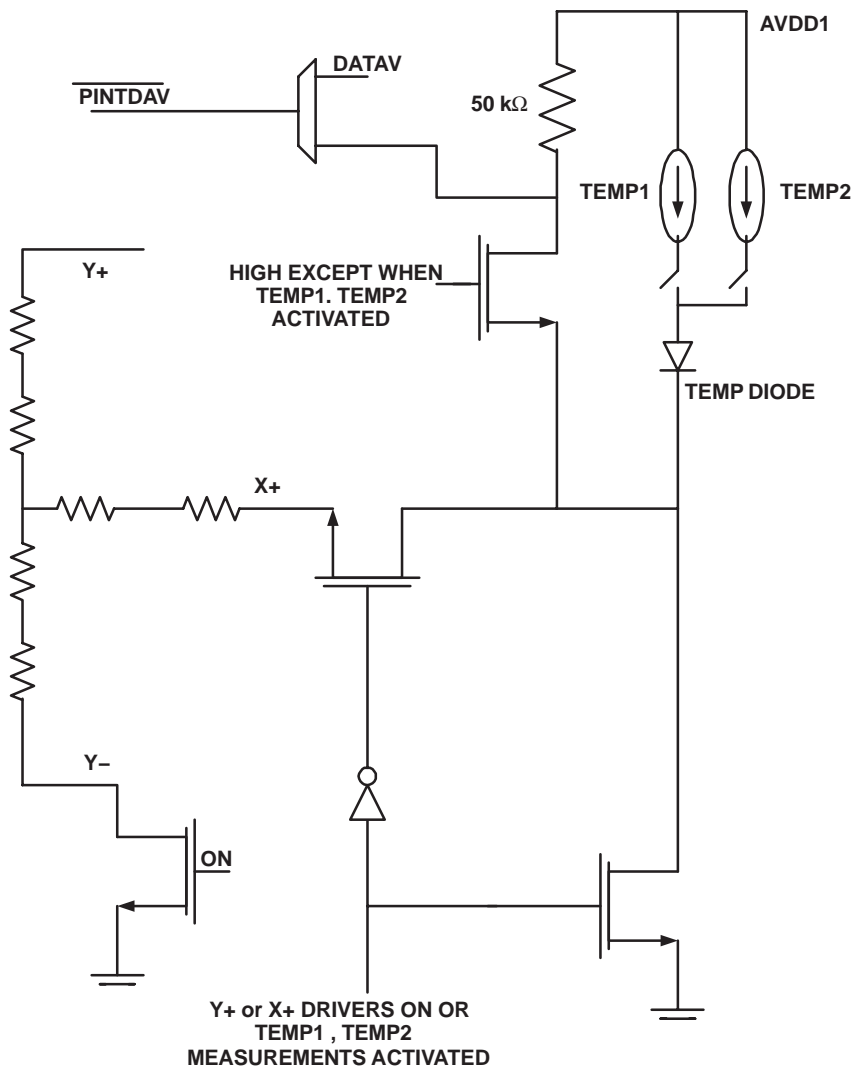 AVDD1
DATAV
PINTDAV
50 kΩ
TEMP1
TEMP2
Y+
HIGH EXCEPT WHEN
TEMP1. TEMP2
ACTIVATED
TEMP DIODE
X+
Y–
ON
Y+ or X+ DRIVERS ON OR
TEMP1 , TEMP2
MEASUREMENTS ACTIVATED